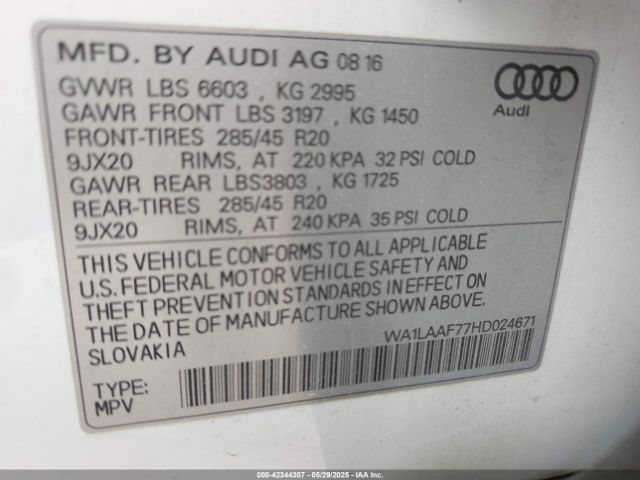 MFD. BY AUDI AG 08 16
GVWR LBS 6603 , KG 2995
GAWR FRONT LBS 3197 , KG 1450
FRONT-TIRES 285/45 R20
9JX20 RIMS, AT 220 KPA 32 PSI COLD
GAWR REAR LBS3803 , KG 1725
REAR-TIRES 285/45 R20
9JX20 RIMS, AT 240 KPA 35 PSI COLD
Audi
THIS VEHICLE CONFORMS TO ALL APPLICABLE
U.S. FEDERAL MOTOR VEHICLE SAFETY AND
THEFT PREVENTION STANDARDS IN EFFECT ON
THE DATE OF MANUFACTURE SHOWN ABOVE.
SLOVAKIA
WA1LAAF77HD024671
TYPE:
MPV
000-42344307 - 05/29/2025 - IAA Inc.